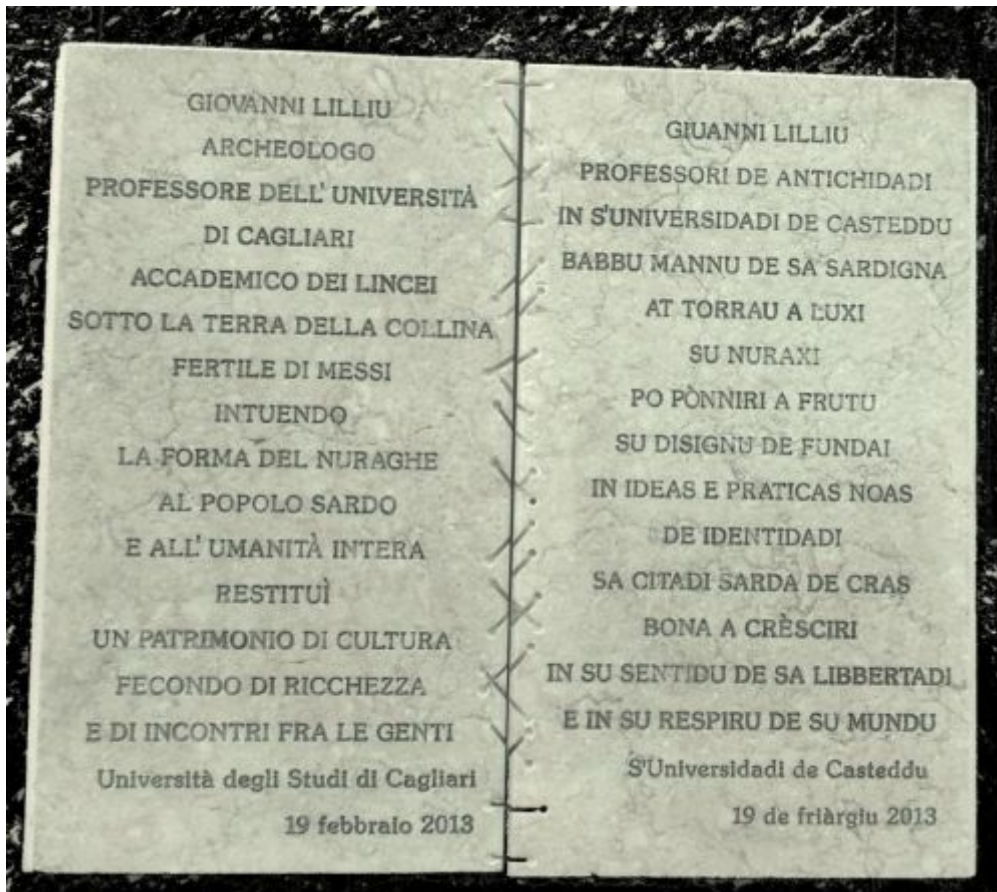 GIOVANNI LILLIU
ARCHEOLOGO
PROFESSORE DELL' UNIVERSITÀ
DI CAGLIARI
ACCADEMICO DEI LINCEI
SOTTO LA TERRA DELLA COLLINA
FERTILE DI MESSI
INTUENDO
LA FORMA DEL NURAGHE
AL POPOLO SARDO
E ALL' UMANITÀ INTERA
RESTITUÌ
UN PATRIMONIO DI CULTURA
FECONDO DI RICCHEZZA
E DI INCONTRI FRA LE GENTI
Università degli Studi di Cagliari
19 febbraio 2013
GIUANNI LILLIU
PROFESSORI DE ANTICHIDADI
IN S'UNIVERSIDADI DE CASTEDDU
BABBU MANNU DE SA SARDIGNA
AT TORRAU A LUXI
SU NURAXI
PO PÒNNIRI A FRUTU
SU DISIGNU DE FUNDAI
IN IDEAS E PRATICAS NOAS
DE IDENTIDADI
SA CITADI SARDA DE CRAS
BONA A CRÈSCIRI
IN SU SENTIDU DE SA LIBBERTADI
E IN SU RESPIRU DE SU MUNDU
S'Universidadi de Casteddu
19 de friàrgiu 2013